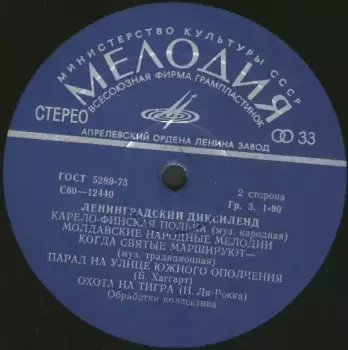 МИНИСТЕРСТВО КУЛЬТУРЫ СССР
МЕЛОДИЯ
ВСЕСОЮЗНАЯ ФИРМА ГРАМПЛАСТИНОК
СТЕРЕО
33
АПРЕЛЕВСКИЙ ОРДЕНА ЛЕНИНА ЗАВОД
ГОСТ 5289-73
2 сторона
С60—12440
Гр. 3. 1-90
ЛЕНИНГРАДСКИЙ ДИКСИЛЕНД
КАРЕЛО-ФИНСКАЯ ПОЛЬКА (муз. народная)
МОЛДАВСКИЕ НАРОДНЫЕ МЕЛОДИИ
КОГДА СВЯТЫЕ МАРШИРУЮТ—
(муз. традиционная)
ПАРАД НА УЛИЦЕ ЮЖНОГО ОПОЛЧЕНИЯ
(Б. Хаггарт)
ОХОТА НА ТИГРА (Н. Ля-Рокка)
Обработки коллектива